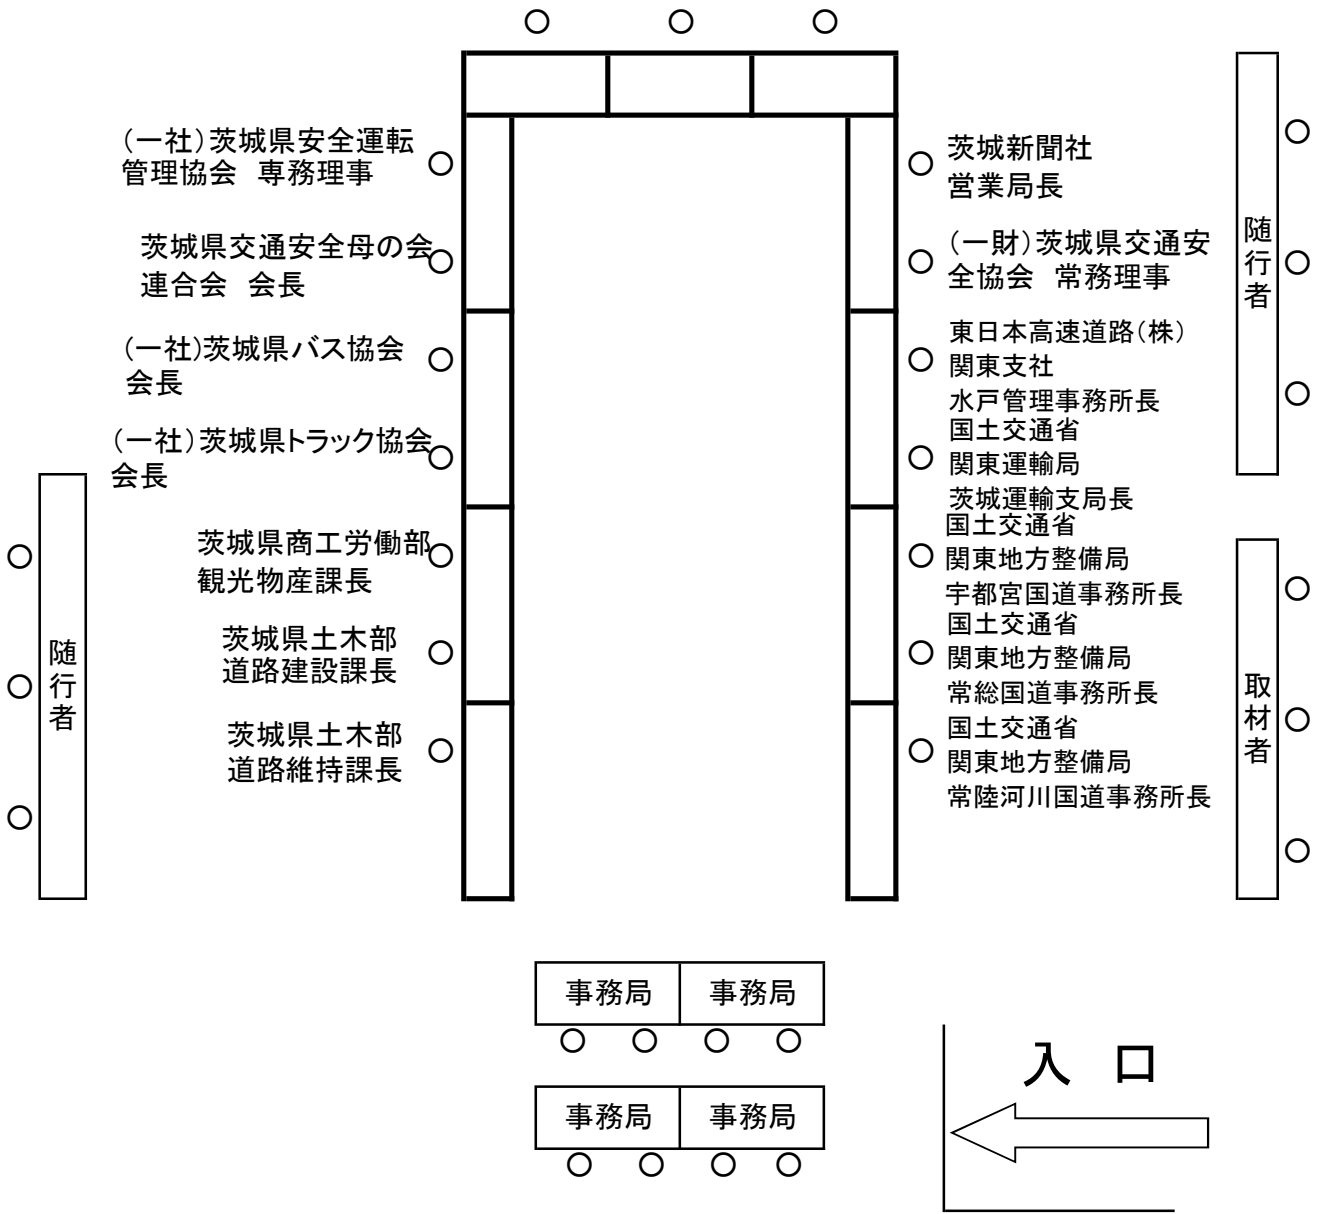 （一社）茨城県安全運転
管理協会　専務理事
茨城県交通安全母の会
連合会　会長
（一社)茨城県バス協会
会長
（一社）茨城県トラック協会
会長
茨城県商工労働部
観光物産課長
茨城県土木部
道路建設課長
茨城県土木部
道路維持課長
随行者
茨城新聞社
営業局長
（一財）茨城県交通安
全協会　常務理事
東日本高速道路（株）
関東支社
水戸管理事務所長
国土交通省
関東運輸局
茨城運輸支局長
国土交通省
関東地方整備局
宇都宮国道事務所長
国土交通省
関東地方整備局
常総国道事務所長
国土交通省
関東地方整備局
常陸河川国道事務所長
随行者
取材者
事務局　事務局
事務局　事務局
入　口